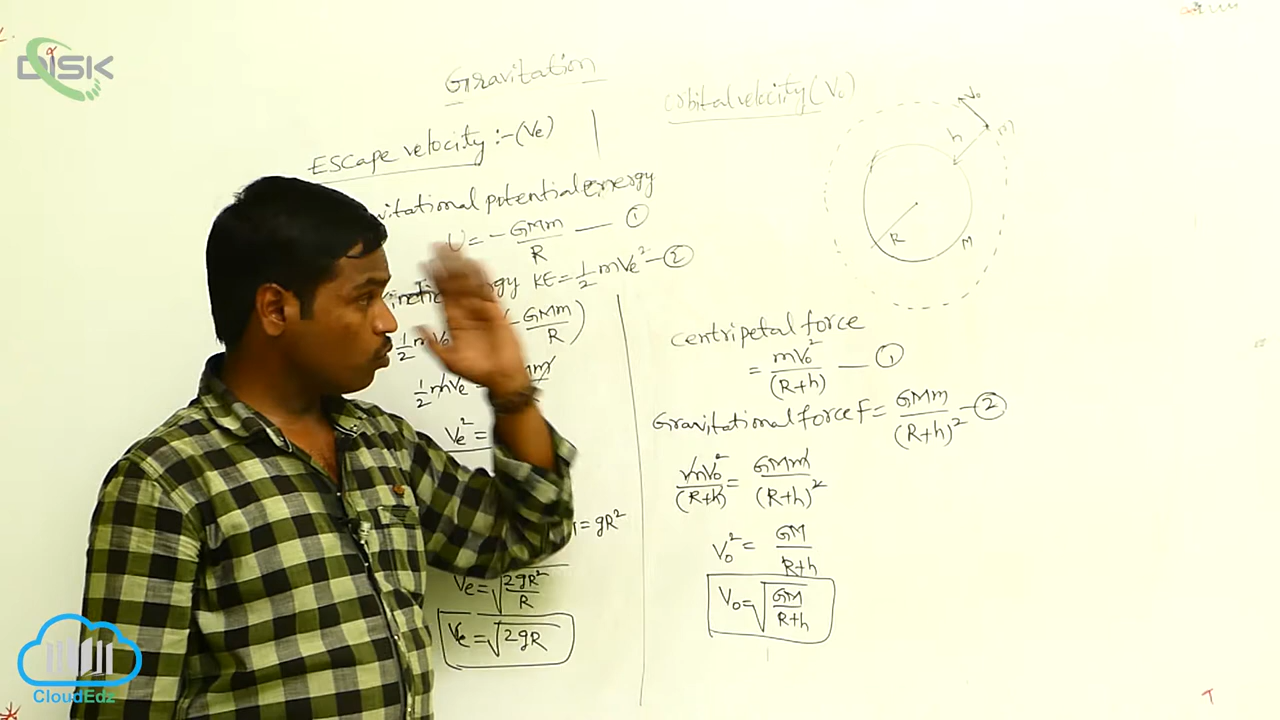 DISK
Gravitation
Escape velocity :- (Ve)
vitational potential energy
U = - GMm/R — ①
KE = 1/2 mVe² - ②
- GMm/R )
1/2 mVe
Ve² =
= gR²
Ve = √(2gR²/R)
Ve = √2gR
Orbital velocity (Vo)
Vo
m
h
R
M
Centripetal force
= mVo²/(R+h) — ①
Gravitational force F = GMm/(R+h)² - ②
mVo²/(R+h) = GMm/(R+h)²
Vo² = GM/R+h
Vo = √(GM/R+h)
CloudEdz